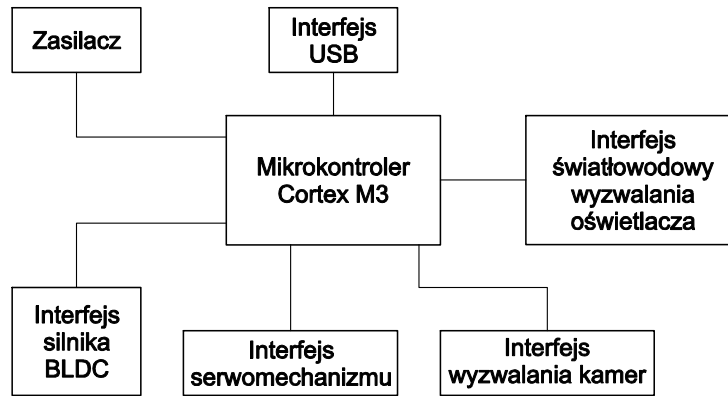 Zasilacz
Interfejs
USB
Mikrokontroler
Cortex M3
Interfejs
światłowodowy
wyzwalania
oświetlacza
Interfejs
silnika
BLDC
Interfejs
serwomechanizmu
Interfejs
wyzwalania kamer